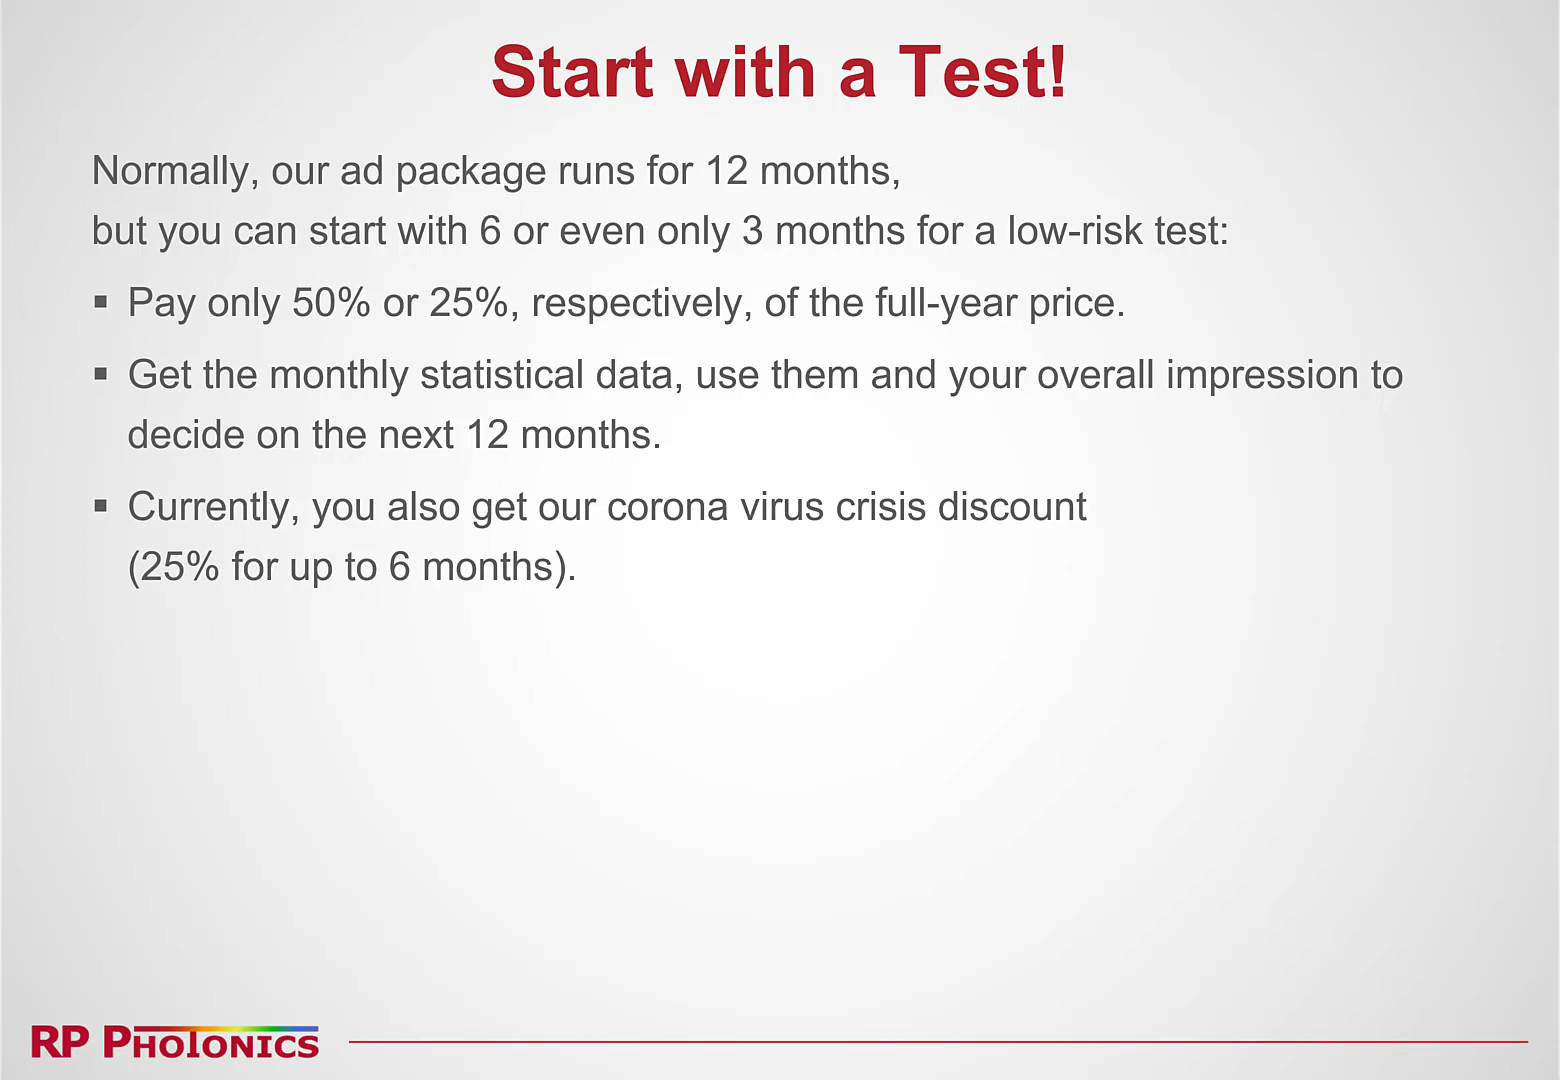 Start with a Test!
Normally, our ad package runs for 12 months,
but you can start with 6 or even only 3 months for a low-risk test:
▪ Pay only 50% or 25%, respectively, of the full-year price.
▪ Get the monthly statistical data, use them and your overall impression to
decide on the next 12 months.
▪ Currently, you also get our corona virus crisis discount
(25% for up to 6 months).
RP PHOTONICS